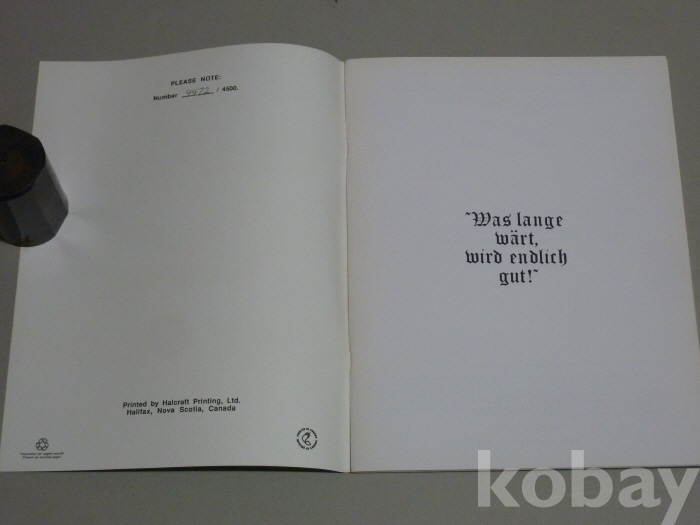 PLEASE NOTE:
Number 4472 / 4500.
Printed by Halcraft Printing, Ltd.
Halifax, Nova Scotia, Canada
"Was lange
wärt,
wird endlich
gut!"
kobay